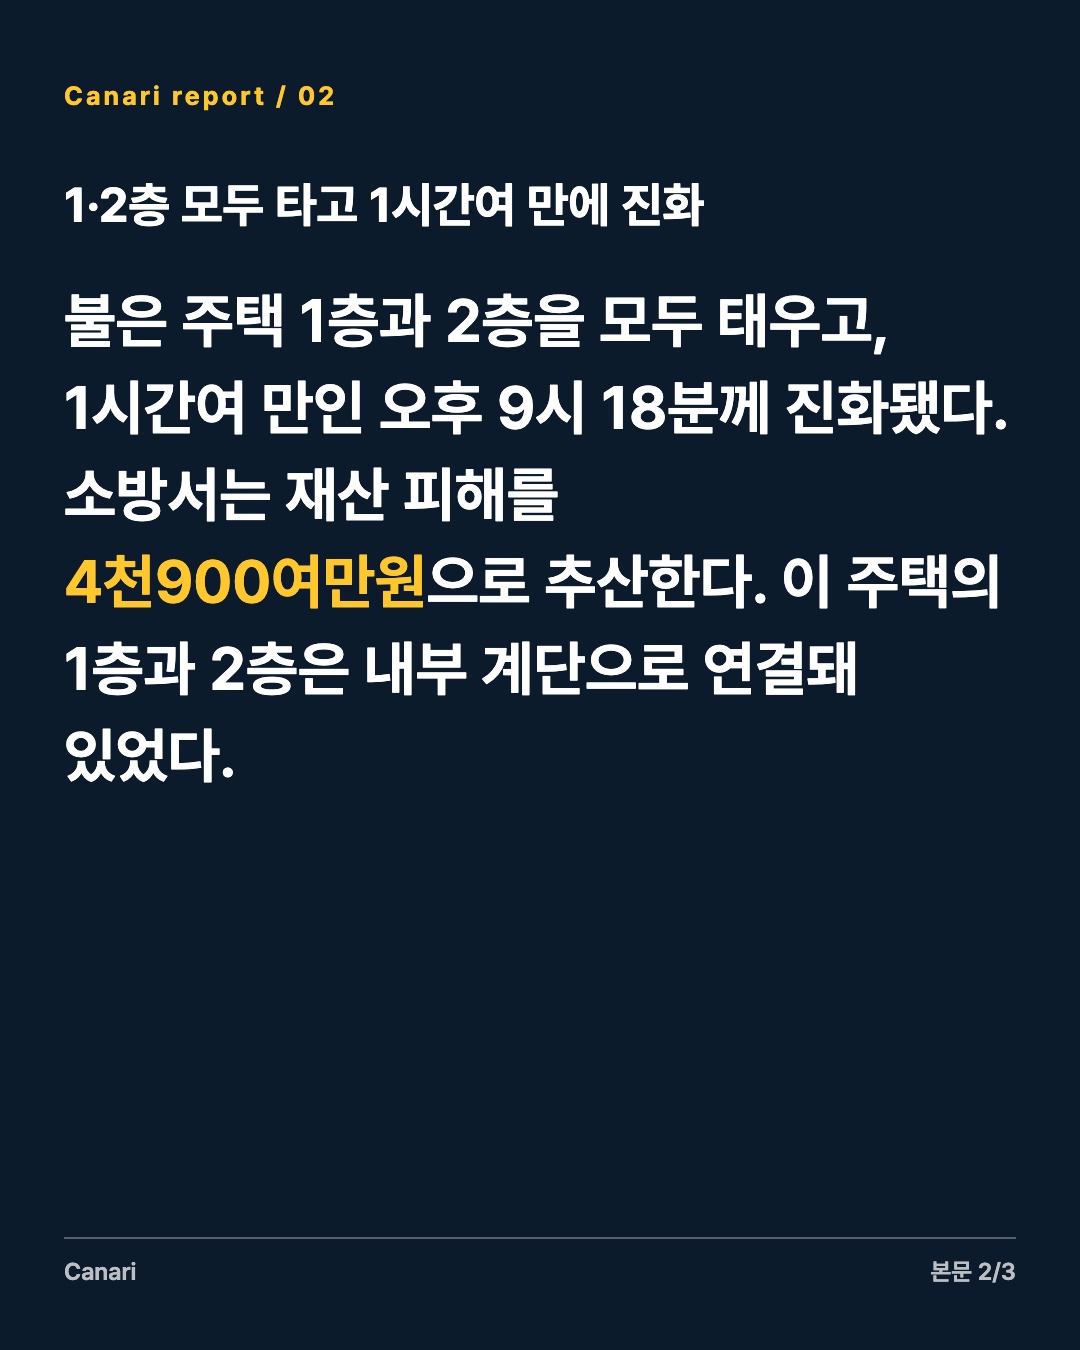 Canari report / 02
1·2층 모두 타고 1시간여 만에 진화
불은 주택 1층과 2층을 모두 태우고,
1시간여 만인 오후 9시 18분께 진화됐다.
소방서는 재산 피해를
4천900여만원으로 추산한다. 이 주택의
1층과 2층은 내부 계단으로 연결돼
있었다.
Canari
본문 2/3